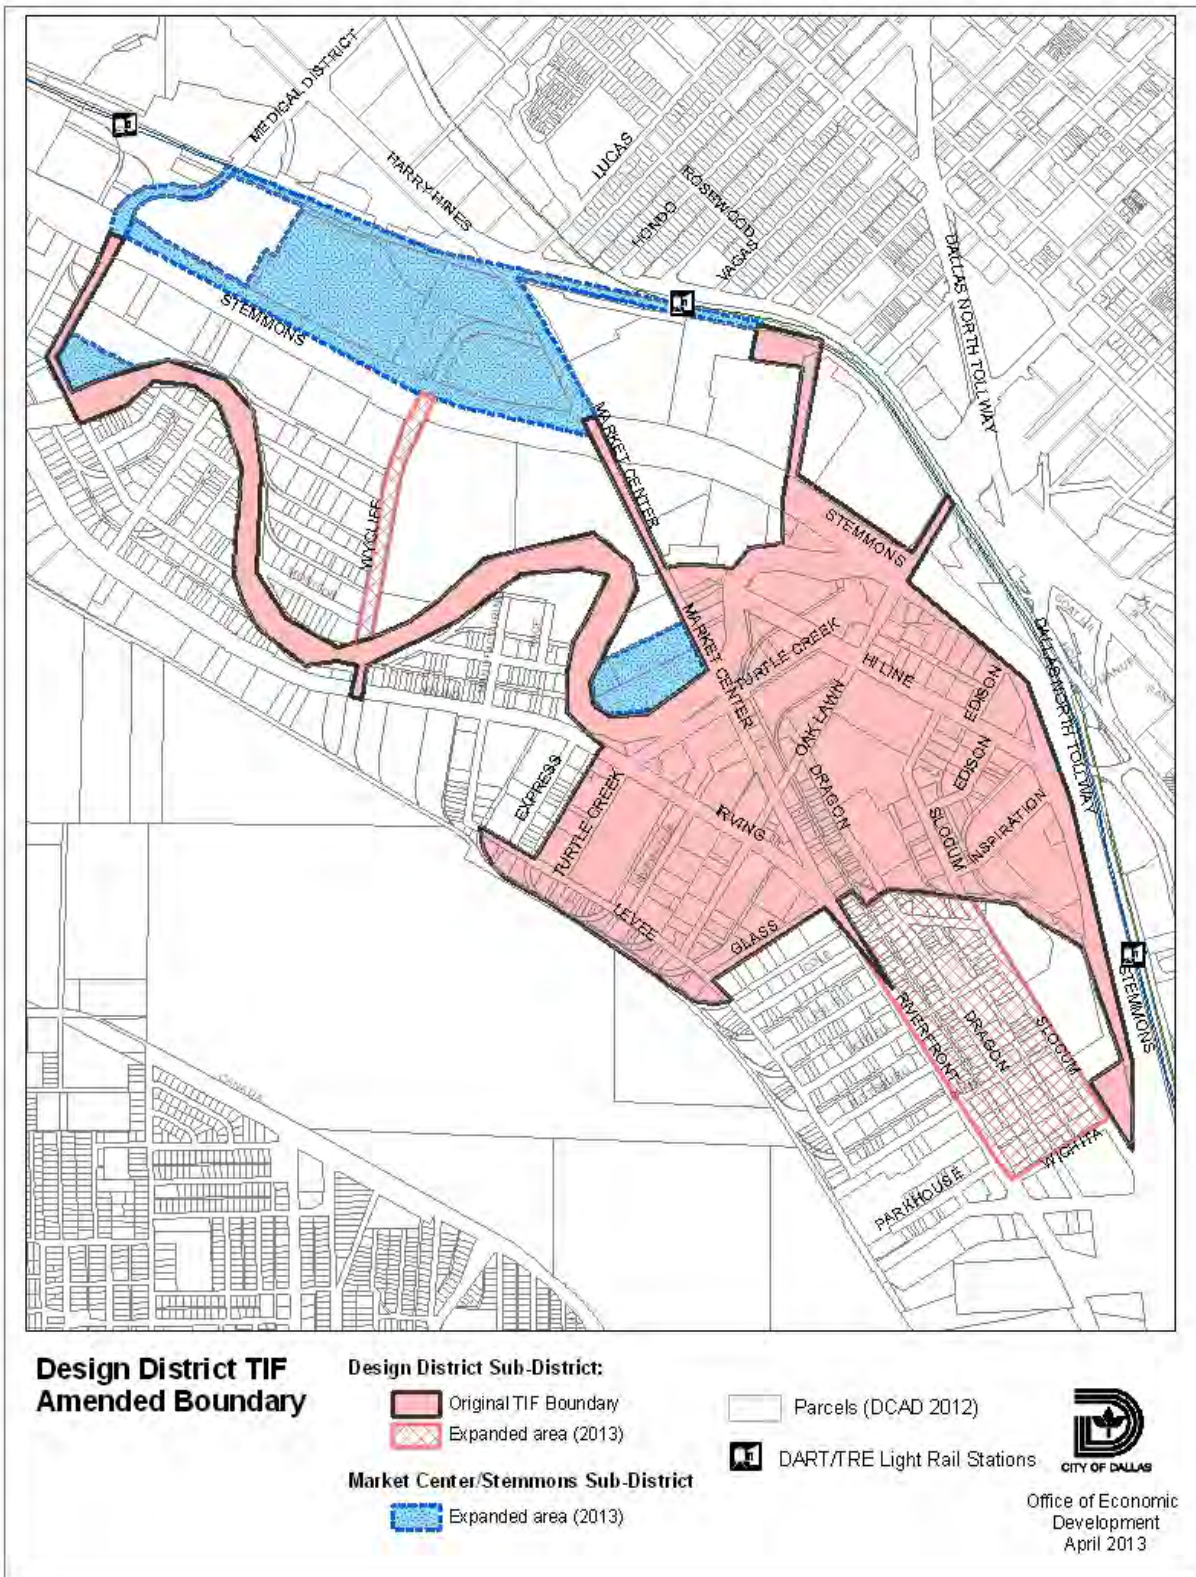 MEDICAL DISTRICT
HARRY HINES
LUCAS
ROSEWOOD
HONDO
VAGAS
DALLAS NORTH TOLLWAY
STEMMONS
MARKET CENTER
WYCLIFF
STEMMONS
MARKET CENTER
TURTLE CREEK
HI LINE
EDISON
OAK LAWN
DRAGON
EDISON
SLOCUM
INSPIRATION
DALLAS NORTH TOLLWAY
EXPRESS
TURTLE CREEK
IRVING
LEVEE
GLASS
RIVERFRONT
DRAGON
SLOCUM
STEMMONS
WICHITA
PARKHOUSE
CANADA
Design District TIF
Amended Boundary
Design District Sub-District:
Original TIF Boundary
Expanded area (2013)
Market Center/Stemmons Sub-District
Expanded area (2013)
Parcels (DCAD 2012)
DART/TRE Light Rail Stations
CITY OF DALLAS
Office of Economic
Development
April 2013